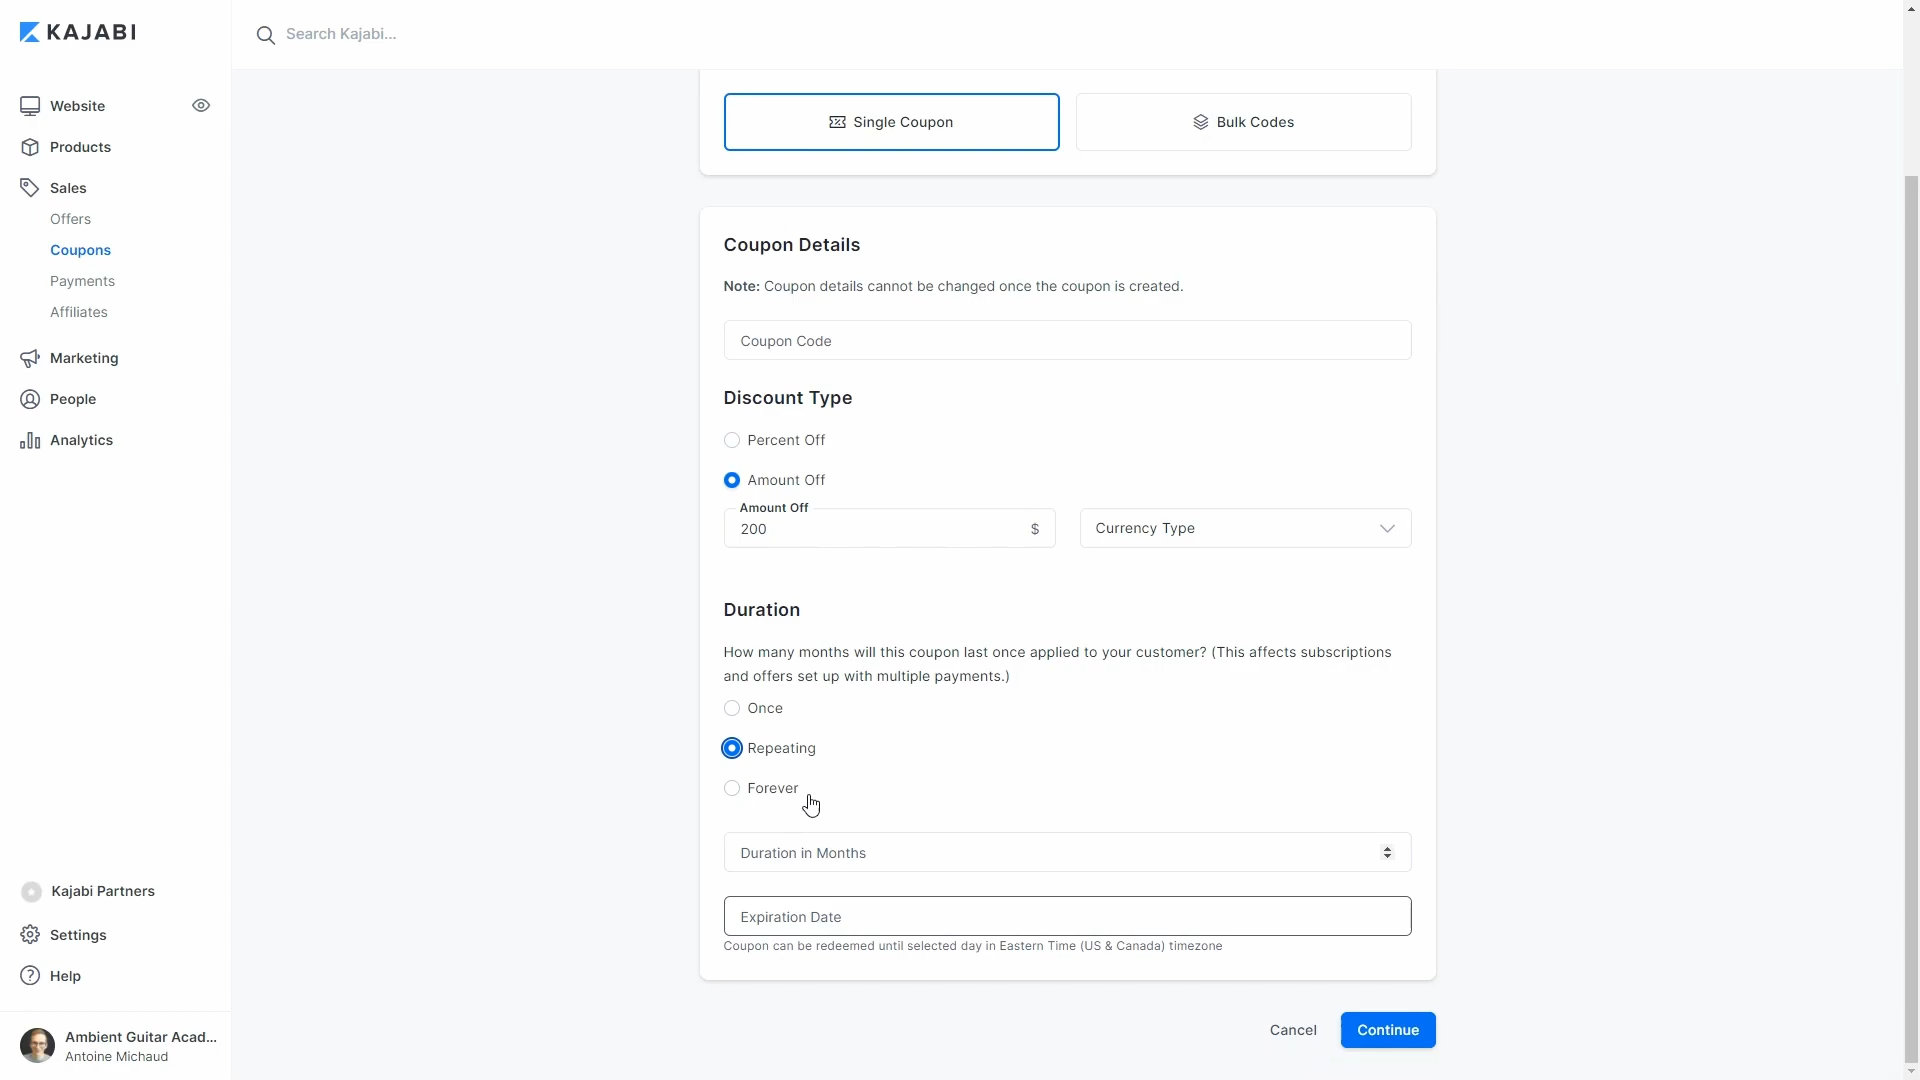 KAJABI
Search Kajabi...
Website
Products
Sales
Offers
Coupons
Payments
Affiliates
Marketing
People
Analytics
Kajabi Partners
Settings
Help
Ambient Guitar Acad...
Antoine Michaud
Single Coupon
Bulk Codes
Coupon Details
Note: Coupon details cannot be changed once the coupon is created.
Coupon Code
Discount Type
Percent Off
Amount Off
Amount Off
200 $
Currency Type
Duration
How many months will this coupon last once applied to your customer? (This affects subscriptions
and offers set up with multiple payments.)
Once
Repeating
Forever
Duration in Months
Expiration Date
Coupon can be redeemed until selected day in Eastern Time (US & Canada) timezone
Cancel
Continue